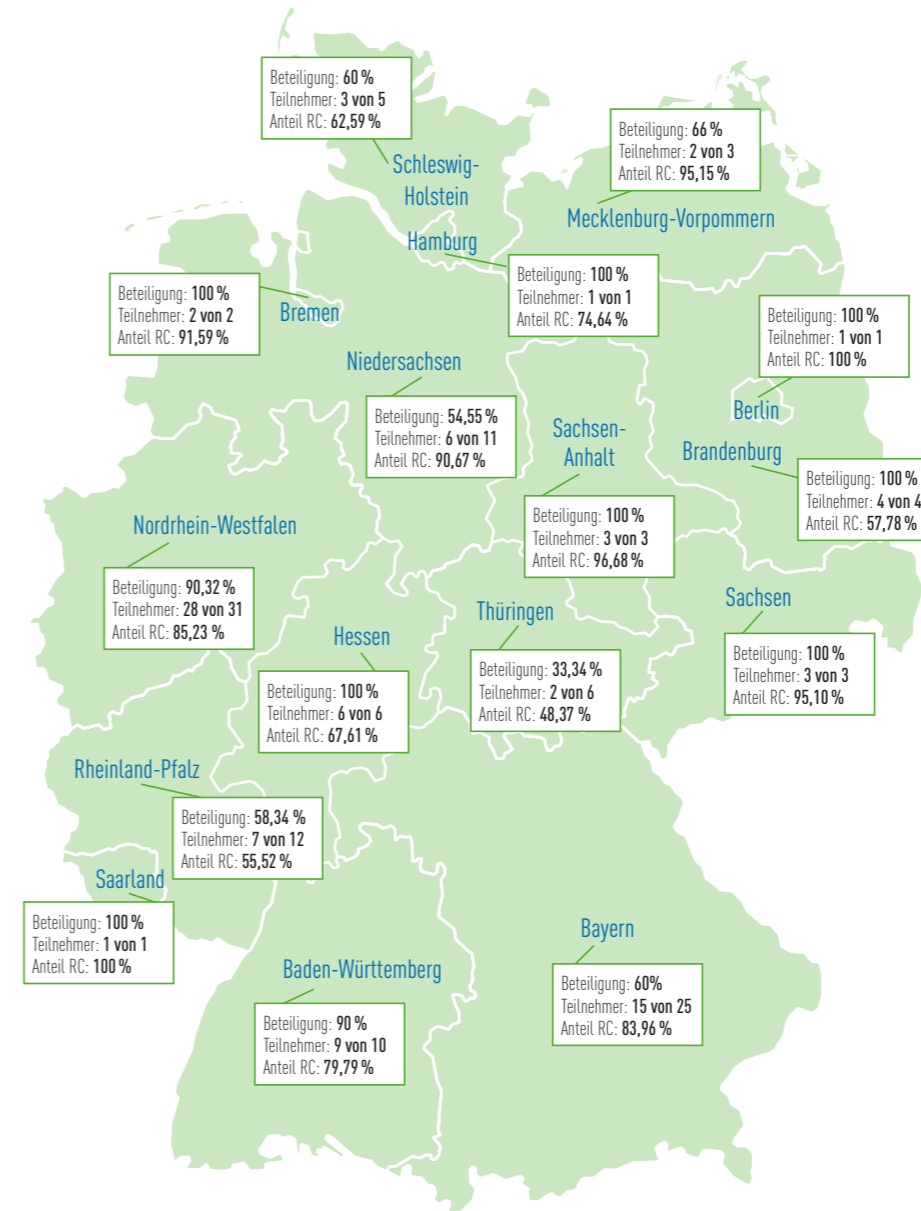 Beteiligung: 60 %
Teilnehmer: 3 von 5
Anteil RC: 62,59 %
Schleswig-
Holstein
Beteiligung: 66 %
Teilnehmer: 2 von 3
Anteil RC: 95,15 %
Mecklenburg-Vorpommern
Hamburg
Beteiligung: 100 %
Teilnehmer: 1 von 1
Anteil RC: 74,64 %
Beteiligung: 100 %
Teilnehmer: 2 von 2
Anteil RC: 91,59 %
Bremen
Beteiligung: 100 %
Teilnehmer: 1 von 1
Anteil RC: 100 %
Berlin
Niedersachsen
Beteiligung: 54,55 %
Teilnehmer: 6 von 11
Anteil RC: 90,67 %
Sachsen-
Anhalt
Beteiligung: 100 %
Teilnehmer: 3 von 3
Anteil RC: 96,68 %
Brandenburg
Beteiligung: 100 %
Teilnehmer: 4 von 4
Anteil RC: 57,78 %
Nordrhein-Westfalen
Beteiligung: 90,32 %
Teilnehmer: 28 von 31
Anteil RC: 85,23 %
Hessen
Beteiligung: 100 %
Teilnehmer: 6 von 6
Anteil RC: 67,61 %
Thüringen
Beteiligung: 33,34 %
Teilnehmer: 2 von 6
Anteil RC: 48,37 %
Sachsen
Beteiligung: 100 %
Teilnehmer: 3 von 3
Anteil RC: 95,10 %
Rheinland-Pfalz
Beteiligung: 58,34 %
Teilnehmer: 7 von 12
Anteil RC: 55,52 %
Saarland
Beteiligung: 100 %
Teilnehmer: 1 von 1
Anteil RC: 100 %
Baden-Württemberg
Beteiligung: 90 %
Teilnehmer: 9 von 10
Anteil RC: 79,79 %
Bayern
Beteiligung: 60%
Teilnehmer: 15 von 25
Anteil RC: 83,96 %